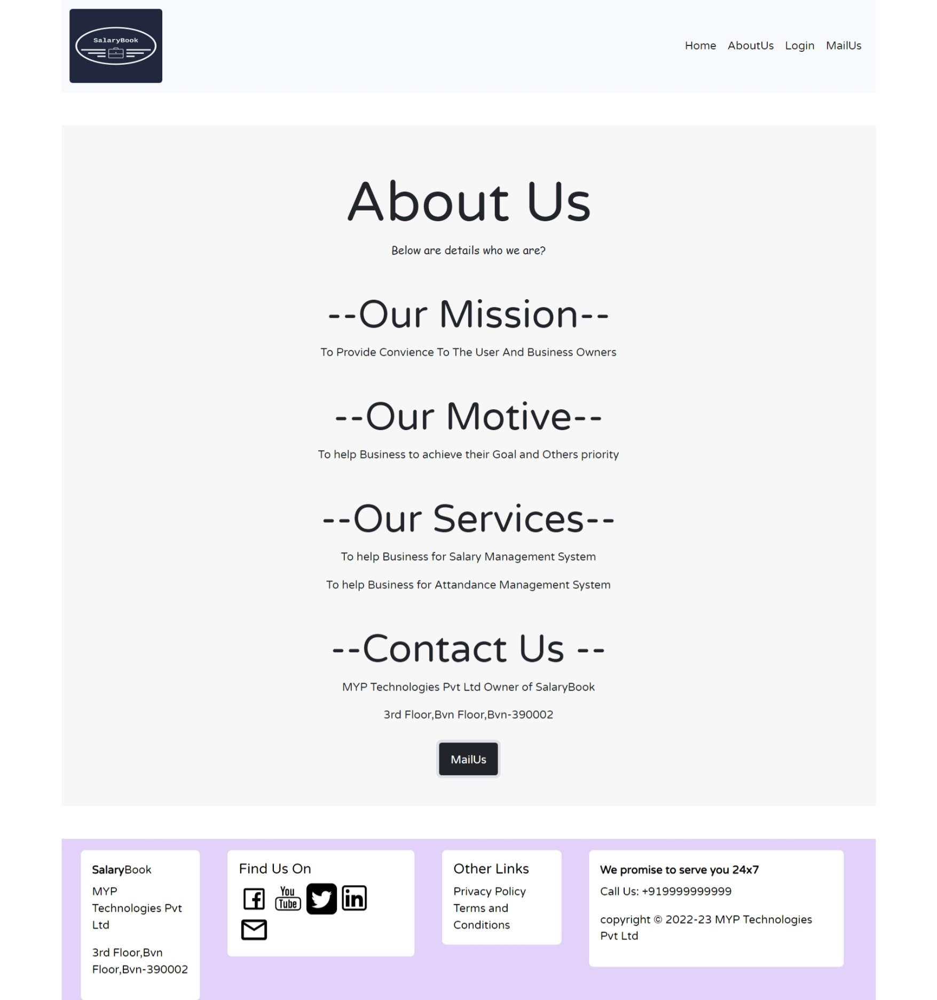 SalaryBook
Home AboutUs Login MailUs
About Us
Below are details who we are?
--Our Mission--
To Provide Convience To The User And Business Owners
--Our Motive--
To help Business to achieve their Goal and Others priority
--Our Services--
To help Business for Salary Management System
To help Business for Attandance Management System
--Contact Us --
MYP Technologies Pvt Ltd Owner of SalaryBook
3rd Floor,Bvn Floor,Bvn-390002
MailUs
SalaryBook
MYP
Technologies Pvt
Ltd
3rd Floor,Bvn
Floor,Bvn-390002
Find Us On
You
Tube
in
Other Links
Privacy Policy
Terms and
Conditions
We promise to serve you 24x7
Call Us: +919999999999
copyright © 2022-23 MYP Technologies
Pvt Ltd